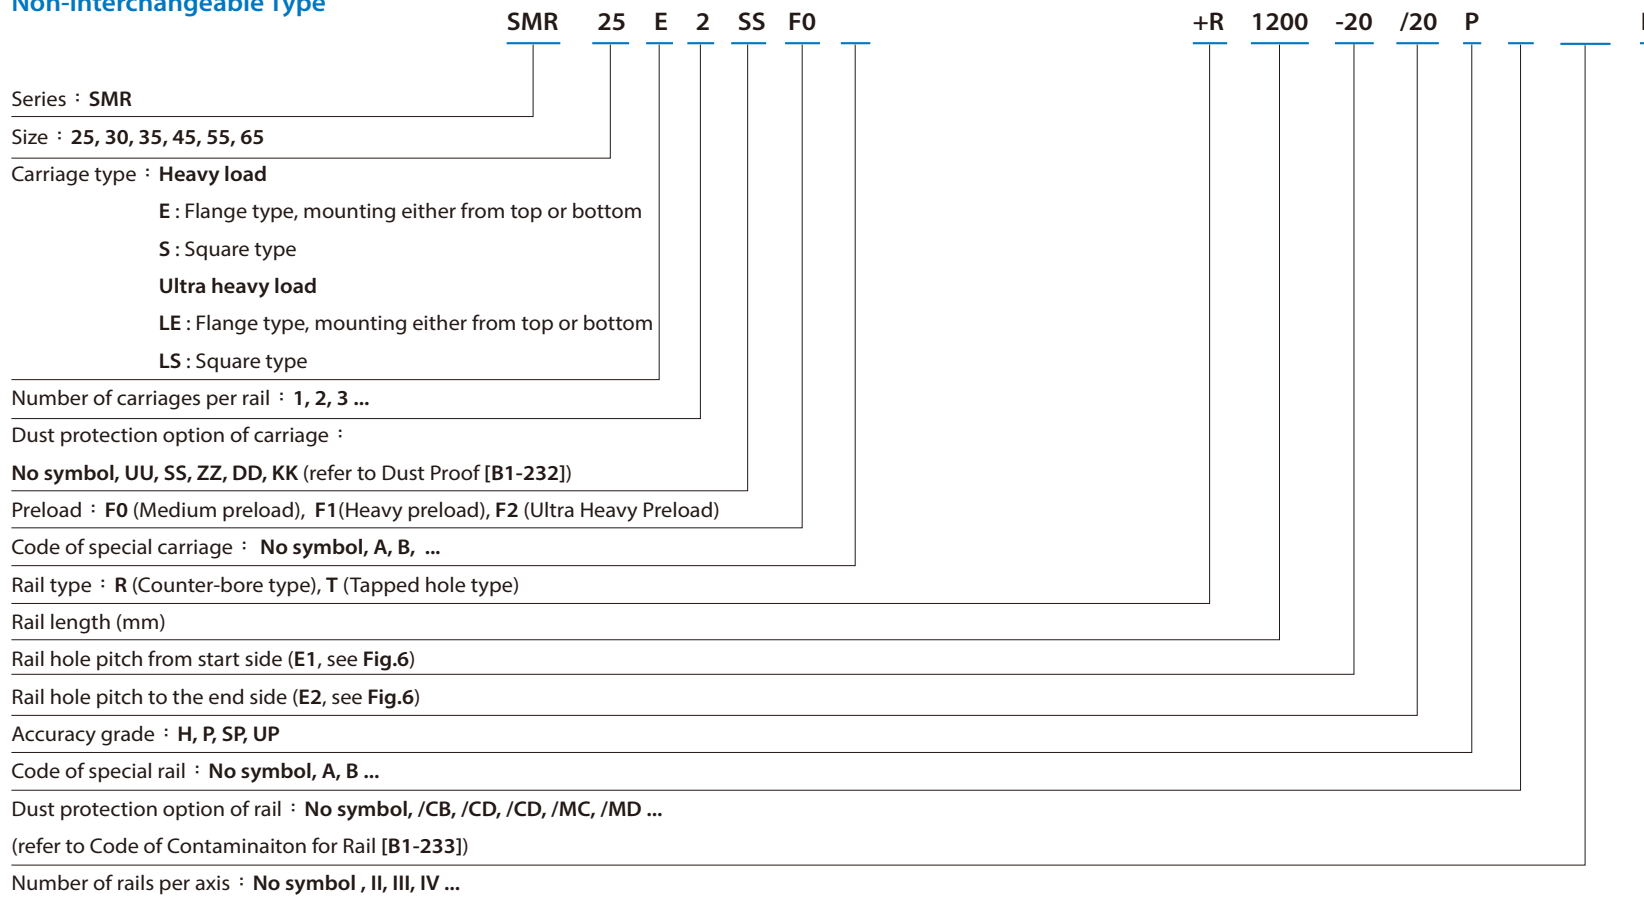 Non-Interchangeable Type
SMR 25 E 2 SS F0 +R 1200 -20 /20 P
Series : SMR
Size : 25, 30, 35, 45, 55, 65
Carriage type : Heavy load
E : Flange type, mounting either from top or bottom
S : Square type
Ultra heavy load
LE : Flange type, mounting either from top or bottom
LS : Square type
Number of carriages per rail : 1, 2, 3 ...
Dust protection option of carriage :
No symbol, UU, SS, ZZ, DD, KK (refer to Dust Proof [B1-232])
Preload : F0 (Medium preload), F1(Heavy preload), F2 (Ultra Heavy Preload)
Code of special carriage : No symbol, A, B, ...
Rail type : R (Counter-bore type), T (Tapped hole type)
Rail length (mm)
Rail hole pitch from start side (E1, see Fig.6)
Rail hole pitch to the end side (E2, see Fig.6)
Accuracy grade : H, P, SP, UP
Code of special rail : No symbol, A, B ...
Dust protection option of rail : No symbol, /CB, /CD, /CD, /MC, /MD ...
(refer to Code of Contaminaiton for Rail [B1-233])
Number of rails per axis : No symbol , II, III, IV ...